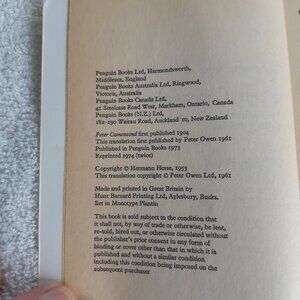 Penguin Books Ltd, Harmondsworth,
Middlesex, England
Penguin Books Australia Ltd, Ringwood,
Victoria, Australia
Penguin Books Canada Ltd,
41 Steelcase Road West, Markham, Ontario, Canada
Penguin Books (N.Z.) Ltd,
182-190 Wairau Road, Auckland 10, New Zealand
Peter Camenzind first published 1904
This translation first published by Peter Owen 1961
Published in Penguin Books 1973
Reprinted 1974 (twice)
Copyright © Hermann Hesse, 1953
This translation copyright © Peter Owen Ltd, 1961
Made and printed in Great Britain by
Hunt Barnard Printing Ltd, Aylesbury, Bucks.
Set in Monotype Plantin
This book is sold subject to the condition that
it shall not, by way of trade or otherwise, be lent,
re-sold, hired out, or otherwise circulated without
the publisher's prior consent in any form of
binding or cover other than that in which it is
published and without a similar condition
including this condition being imposed on the
subsequent purchaser